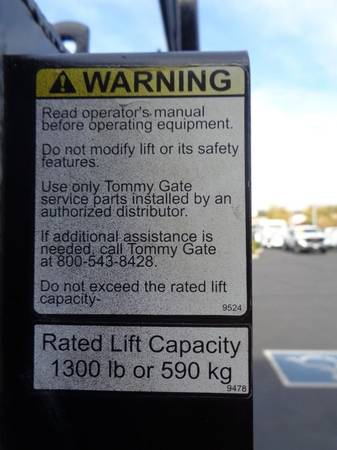 WARNING
Read operator's manual
before operating equipment.
Do not modify lift or its safety
features.
Use only Tommy Gate
service parts installed by an
authorized distributor.
If additional assistance is
needed, call Tommy Gate
at 800-543-8428.
Do not exceed the rated lift
capacity-
9524
Rated Lift Capacity
1300 lb or 590 kg
9478